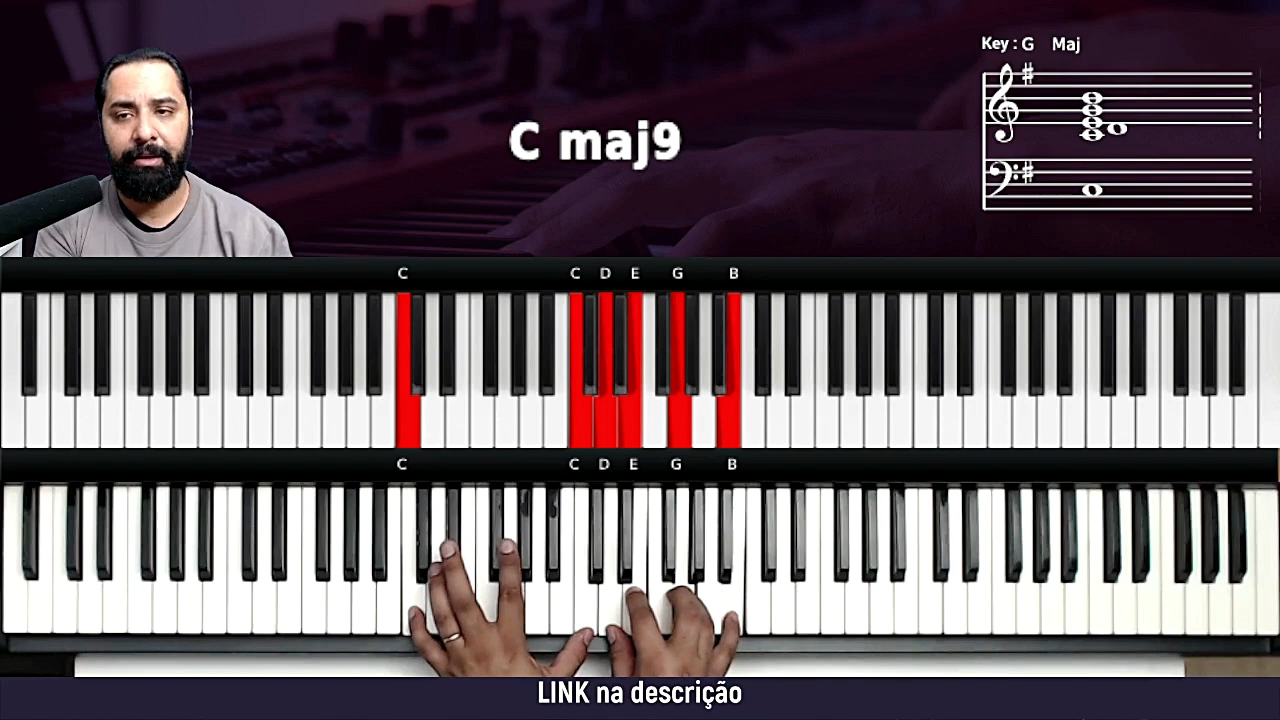 Key : G Maj
C maj9
C C D E G B
C C D E G B
LINK na descrição